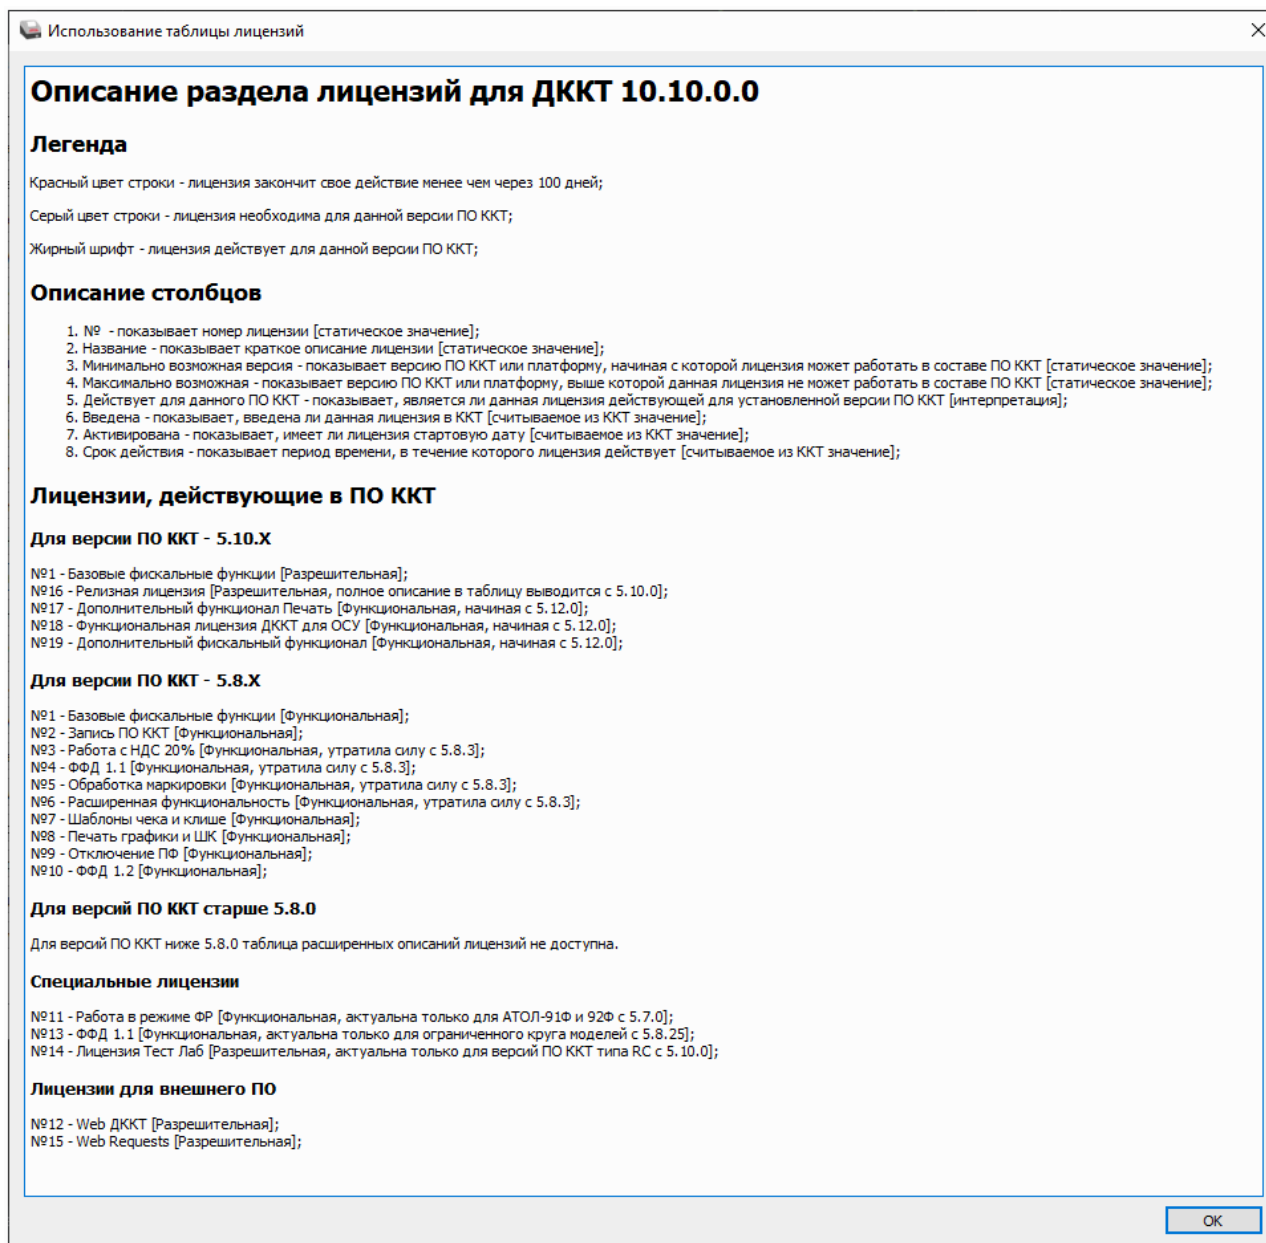 Использование таблицы лицензий
Описание раздела лицензий для ДККТ 10.10.0.0
Легенда
Красный цвет строки - лицензия закончит свое действие менее чем через 100 дней;
Серый цвет строки - лицензия необходима для данной версии ПО ККТ;
Жирный шрифт - лицензия действует для данной версии ПО ККТ;
Описание столбцов
1. № - показывает номер лицензии [статическое значение];
2. Название - показывает краткое описание лицензии [статическое значение];
3. Минимально возможная версия - показывает версию ПО ККТ или платформу, начиная с которой лицензия может работать в составе ПО ККТ [статическое значение];
4. Максимально возможная - показывает версию ПО ККТ или платформу, выше которой данная лицензия не может работать в составе ПО ККТ [статическое значение];
5. Действует для данного ПО ККТ - показывает, является ли данная лицензия действующей для установленной версии ПО ККТ [интерпретация];
6. Введена - показывает, введена ли данная лицензия в ККТ [считываемое из ККТ значение];
7. Активирована - показывает, имеет ли лицензия стартовую дату [считываемое из ККТ значение];
8. Срок действия - показывает период времени, в течение которого лицензия действует [считываемое из ККТ значение];
Лицензии, действующие в ПО ККТ
Для версии ПО ККТ - 5.10.X
№1 - Базовые фискальные функции [Разрешительная];
№16 - Релизная лицензия [Разрешительная, полное описание в таблицу выводится с 5.10.0];
№17 - Дополнительный функционал Печать [Функциональная, начиная с 5.12.0];
№18 - Функциональная лицензия ДККТ для ОСУ [Функциональная, начиная с 5.12.0];
№19 - Дополнительный фискальный функционал [Функциональная, начиная с 5.12.0];
Для версии ПО ККТ - 5.8.X
№1 - Базовые фискальные функции [Функциональная];
№2 - Запись ПО ККТ [Функциональная];
№3 - Работа с НДС 20% [Функциональная, утратила силу с 5.8.3];
№4 - ФФД 1.1 [Функциональная, утратила силу с 5.8.3];
№5 - Обработка маркировки [Функциональная, утратила силу с 5.8.3];
№6 - Расширенная функциональность [Функциональная, утратила силу с 5.8.3];
№7 - Шаблоны чека и клише [Функциональная];
№8 - Печать графики и ШК [Функциональная];
№9 - Отключение ПФ [Функциональная];
№10 - ФФД 1.2 [Функциональная];
Для версий ПО ККТ старше 5.8.0
Для версий ПО ККТ ниже 5.8.0 таблица расширенных описаний лицензий не доступна.
Специальные лицензии
№11 - Работа в режиме ФР [Функциональная, актуальна только для АТОЛ-91Ф и 92Ф с 5.7.0];
№13 - ФФД 1.1 [Функциональная, актуальна только для ограниченного круга моделей с 5.8.25];
№14 - Лицензия Тест Лаб [Разрешительная, актуальна только для версий ПО ККТ типа RC с 5.10.0];
Лицензии для внешнего ПО
№12 - Web ДККТ [Разрешительная];
№15 - Web Requests [Разрешительная];
OK